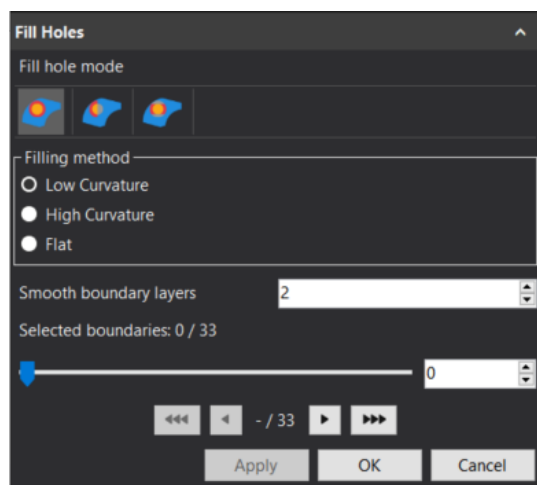 Fill Holes
Fill hole mode
Filling method
Low Curvature
High Curvature
Flat
Smooth boundary layers 2
Selected boundaries: 0 / 33
0
- / 33
Apply OK Cancel